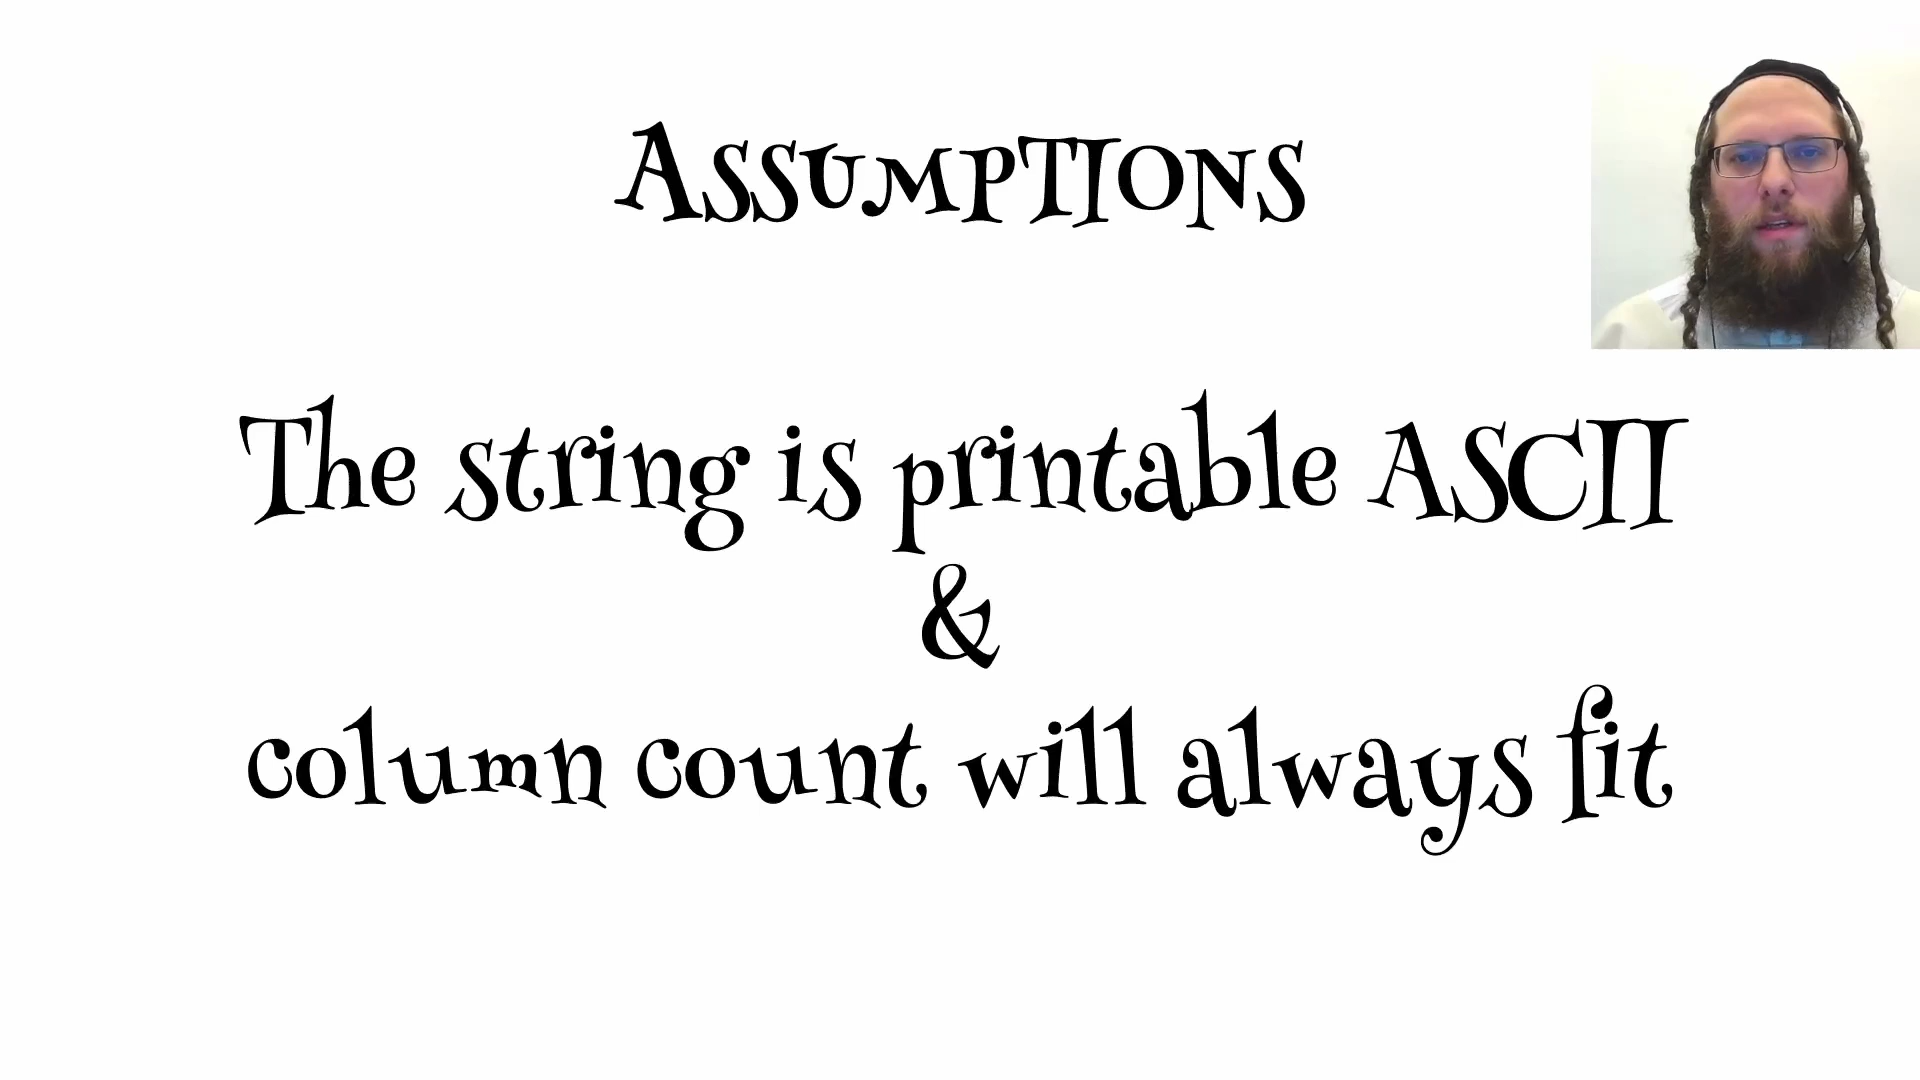 Assumptions
The string is printable ASCII
&
column count will always fit